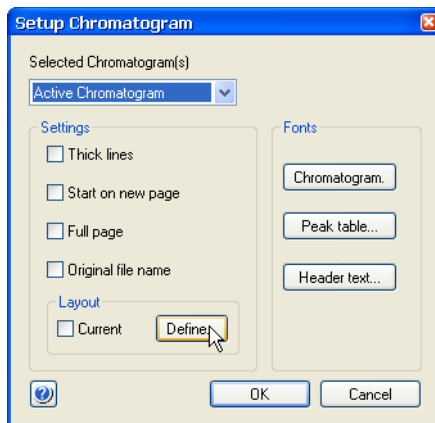 Setup Chromatogram
Selected Chromatogram(s)
Active Chromatogram
Settings
Thick lines
Start on new page
Full page
Original file name
Layout
Current
Define
Fonts
Chromatogram.
Peak table...
Header text...
?
OK
Cancel